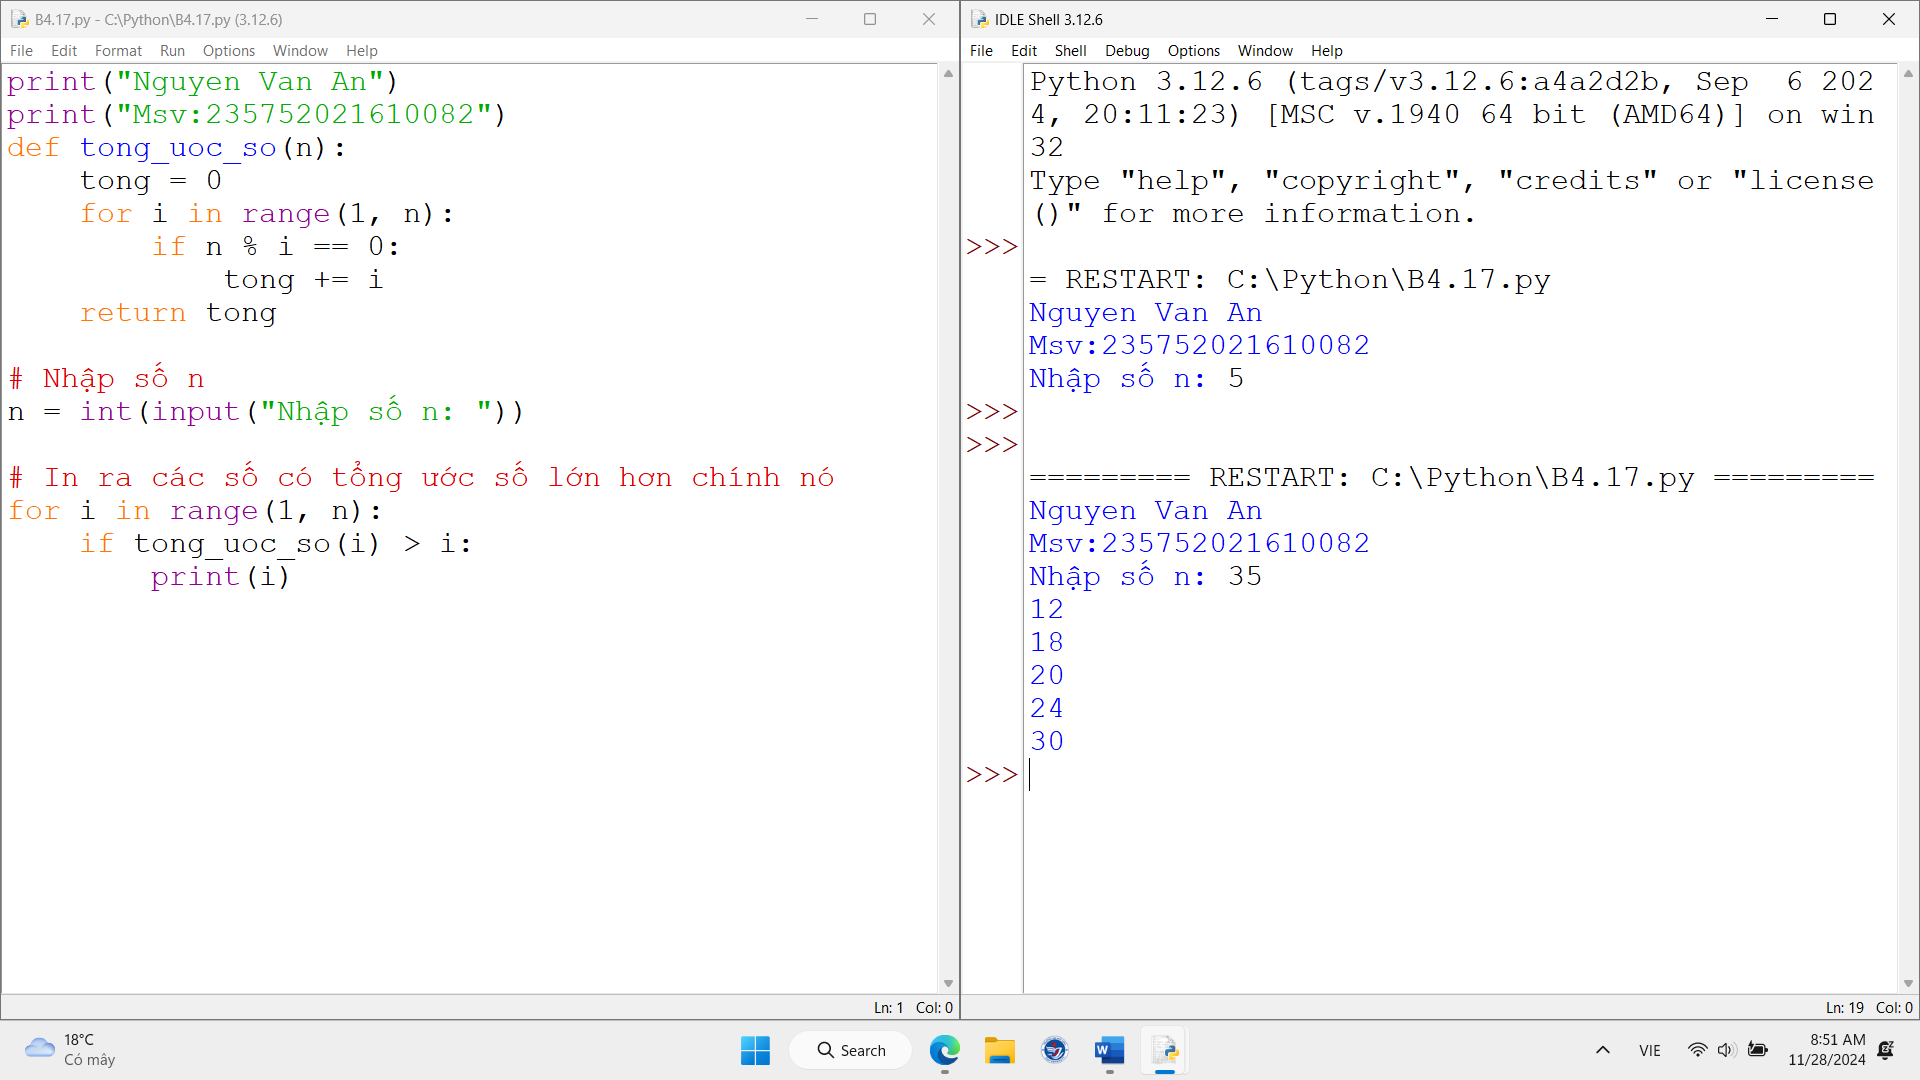 B4.17.py - C:\Python\B4.17.py (3.12.6)
File Edit Format Run Options Window Help
print("Nguyen Van An")
print("Msv:235752021610082")
def tong_uoc_so(n):
    tong = 0
    for i in range(1, n):
        if n % i == 0:
            tong += i
    return tong
# Nhập số n
n = int(input("Nhập số n: "))
# In ra các số có tổng ước số lớn hơn chính nó
for i in range(1, n):
    if tong_uoc_so(i) > i:
        print(i)
Ln: 1 Col: 0
IDLE Shell 3.12.6
File Edit Shell Debug Options Window Help
Python 3.12.6 (tags/v3.12.6:a4a2d2b, Sep  6 202
4, 20:11:23) [MSC v.1940 64 bit (AMD64)] on win
32
Type "help", "copyright", "credits" or "license
()" for more information.
>>>
= RESTART: C:\Python\B4.17.py
Nguyen Van An
Msv:235752021610082
Nhập số n: 5
>>>
>>>
========= RESTART: C:\Python\B4.17.py =========
Nguyen Van An
Msv:235752021610082
Nhập số n: 35
12
18
20
24
30
>>>
Ln: 19 Col: 0
18°C
Có mây
Search
VIE
8:51 AM
11/28/2024